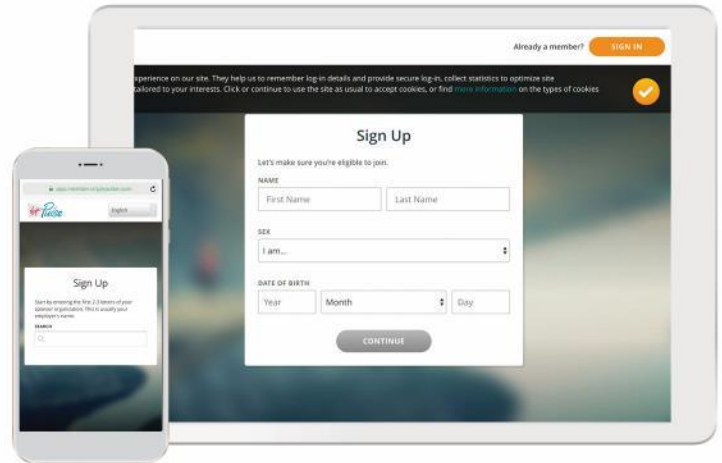 Already a member? SIGN IN
xperience on our site. They help us to remember log-in details and provide secure log-in, collect statistics to optimize site
tailored to your interests. Click or continue to use the site as usual to accept cookies, or find more information on the types of cookies
Sign Up
Let's make sure you're eligible to join.
NAME
First Name Last Name
SEX
I am...
DATE OF BIRTH
Year Month Day
CONTINUE
Pulse English
Sign Up
Start by entering the first 2-3 letters of your
sponsor organization. This is usually your
employer's name.
SEARCH